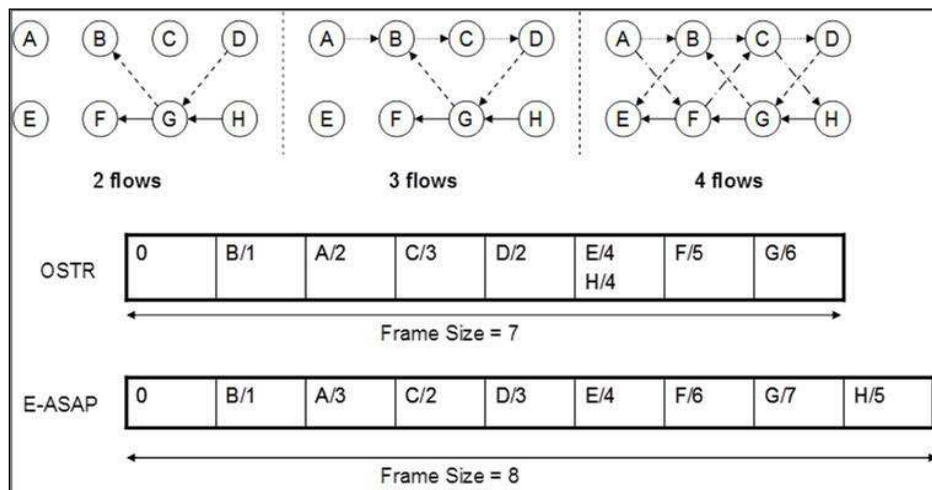 A B C D A B C D A B C D
E F G H E F G H E F G H
2 flows 3 flows 4 flows
OSTR 0 B/1 A/2 C/3 D/2 E/4 F/5 G/6
H/4
Frame Size = 7
E-ASAP 0 B/1 A/3 C/2 D/3 E/4 F/6 G/7 H/5
Frame Size = 8